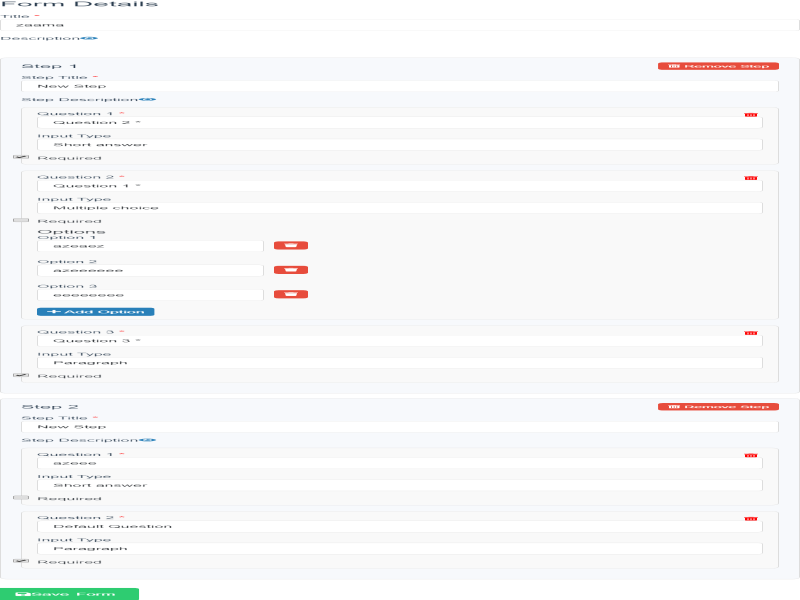 Form Details
Title *
zaama
Description
Step 1
Remove Step
Step Title *
New Step
Step Description
Question 1 *
Question 2 *
Input Type
Short answer
Required
Question 2 *
Question 1 *
Input Type
Multiple choice
Required
Options
Option 1
azeaez
Option 2
azeeeeee
Option 3
eeeeeeee
Add Option
Question 3 *
Question 3 *
Input Type
Paragraph
Required
Step 2
Remove Step
Step Title *
New Step
Step Description
Question 1 *
azeee
Input Type
Short answer
Required
Question 2 *
Default Question
Input Type
Paragraph
Required
Save Form